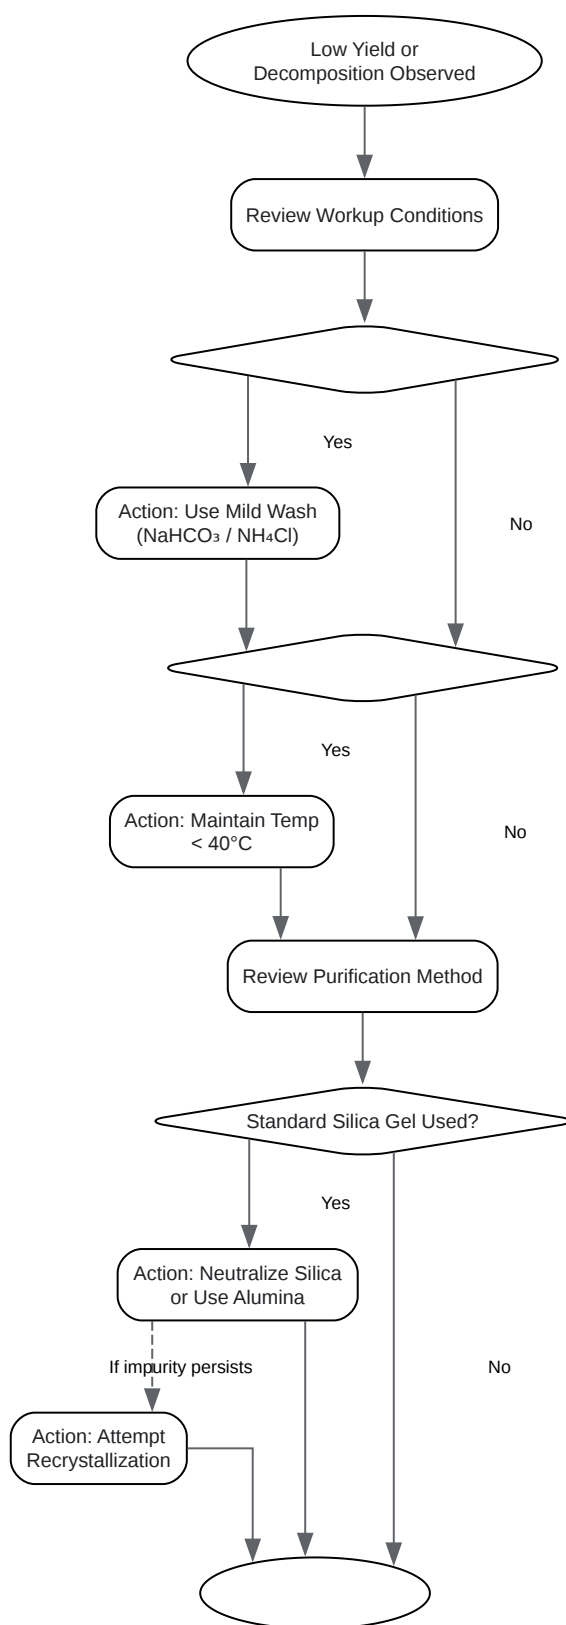 Low Yield or
Decomposition Observed
Review Workup Conditions
Yes
Action: Use Mild Wash
(NaHCO₃ / NH₄Cl)
No
Yes
Action: Maintain Temp
< 40°C
No
Review Purification Method
Standard Silica Gel Used?
Yes
Action: Neutralize Silica
or Use Alumina
If impurity persists
No
Action: Attempt
Recrystallization